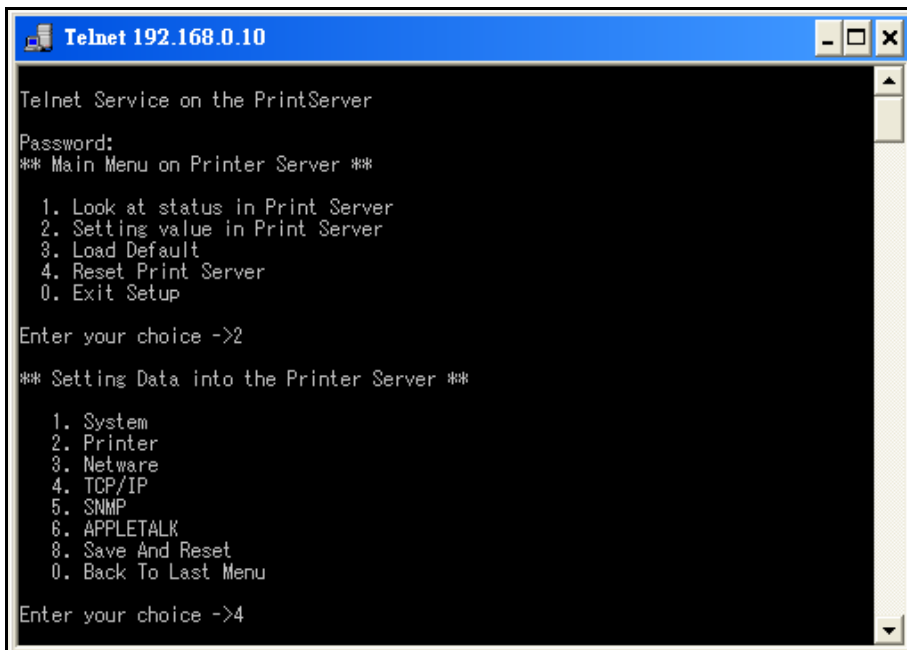 Telnet 192.168.0.10
Telnet Service on the PrintServer
Password:
** Main Menu on Printer Server **
1. Look at status in Print Server
2. Setting value in Print Server
3. Load Default
4. Reset Print Server
0. Exit Setup
Enter your choice ->2
** Setting Data into the Printer Server **
1. System
2. Printer
3. Netware
4. TCP/IP
5. SNMP
6. APPLETALK
8. Save And Reset
0. Back To Last Menu
Enter your choice ->4